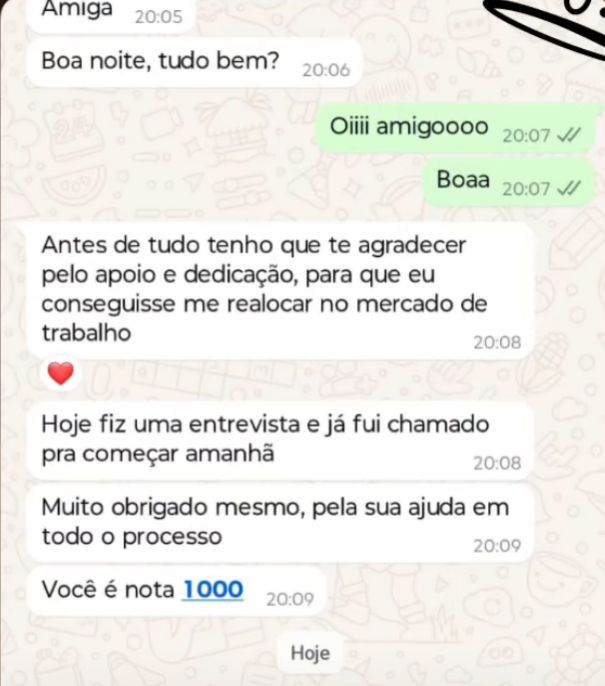 Amiga 20:05
Boa noite, tudo bem? 20:06
Oiiii amigoooo 20:07
Boaa 20:07
Antes de tudo tenho que te agradecer
pelo apoio e dedicação, para que eu
conseguisse me realocar no mercado de
trabalho 20:08
Hoje fiz uma entrevista e já fui chamado
pra começar amanhã 20:08
Muito obrigado mesmo, pela sua ajuda em
todo o processo 20:09
Você é nota 1000 20:09
Hoje